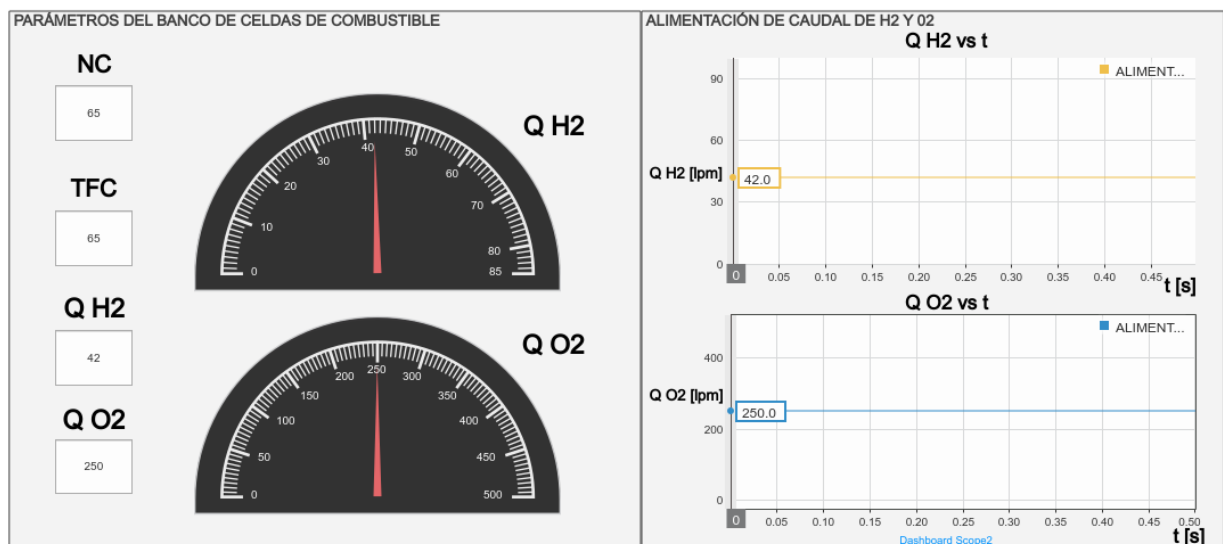 PARÁMETROS DEL BANCO DE CELDAS DE COMBUSTIBLE
NC
65
TFC
65
Q H2
42
Q O2
250
Q H2
0
10
20
30
40
50
60
70
80
85
Q O2
0
50
100
150
200
250
300
350
400
450
500
ALIMENTACIÓN DE CAUDAL DE H2 Y 02
Q H2 vs t
ALIMENT...
90
60
Q H2 [lpm]
42.0
30
0
0 0.05 0.10 0.15 0.20 0.25 0.30 0.35 0.40 0.45
t [s]
Q O2 vs t
ALIMENT...
400
Q O2 [lpm]
250.0
200
0
0 0.05 0.10 0.15 0.20 0.25 0.30 0.35 0.40 0.45 0.50
t [s]
Dashboard Scope2